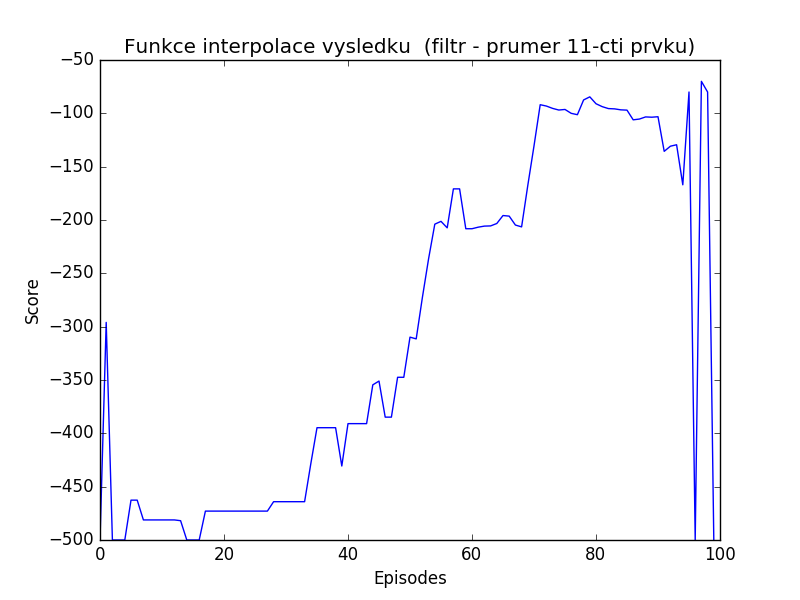 Funkce interpolace vysledku  (filtr - prumer 11-cti prvku)
−50
−100
−150
−200
−250
−300
−350
−400
−450
−500
Score
0 20 40 60 80 100
Episodes